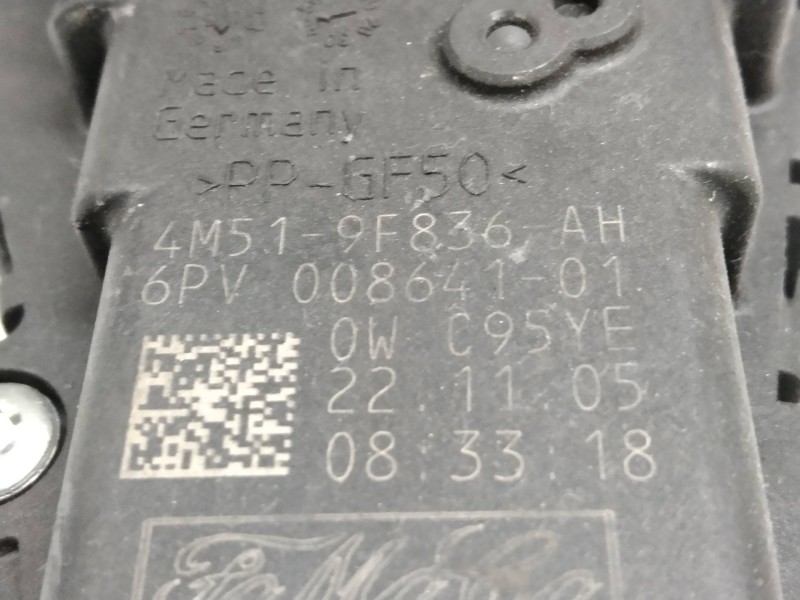 Made in
Germany
>PP-GF50<
4M51-9F836-AH
6PV 008641-01
0W C95YE
22 11 05
08 33 18
FoMoCo